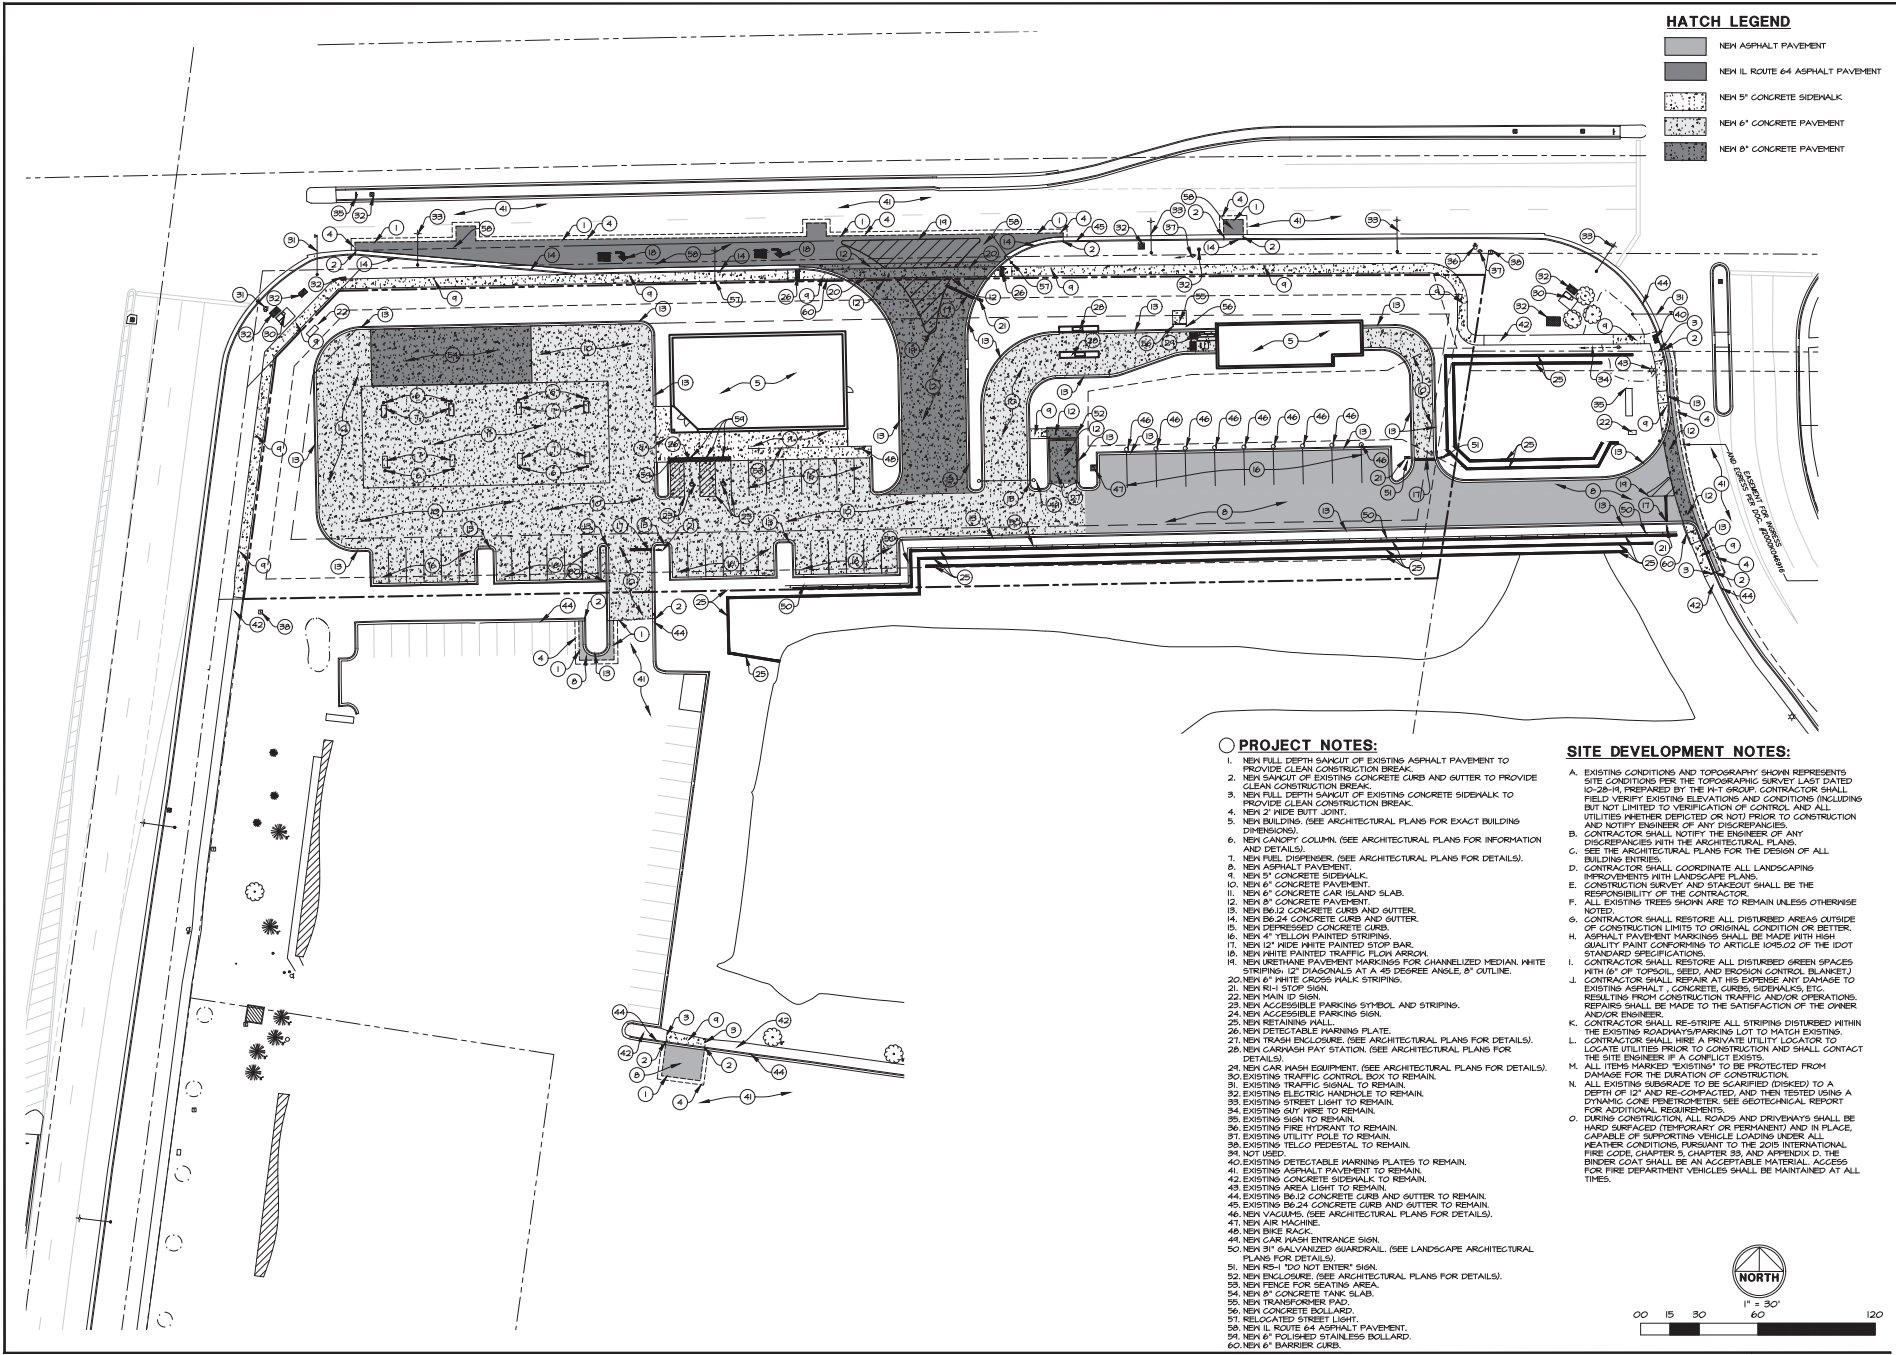 HATCH LEGEND
NEW ASPHALT PAVEMENT
NEW IL ROUTE 64 ASPHALT PAVEMENT
NEW 5" CONCRETE SIDEWALK
NEW 6" CONCRETE PAVEMENT
NEW 8" CONCRETE PAVEMENT
EASEMENT FOR INGRESS
AND EGRESS PER DOC.
PROJECT NOTES:
1. NEW FULL DEPTH SAWCUT OF EXISTING ASPHALT PAVEMENT TO
PROVIDE CLEAN CONSTRUCTION BREAK.
2. NEW SAWCUT OF EXISTING CONCRETE CURB AND GUTTER TO PROVIDE
CLEAN CONSTRUCTION BREAK.
3. NEW FULL DEPTH SAWCUT OF EXISTING CONCRETE SIDEWALK TO
PROVIDE CLEAN CONSTRUCTION BREAK.
4. NEW 2' WIDE BUTT JOINT.
5. NEW BUILDING. (SEE ARCHITECTURAL PLANS FOR EXACT BUILDING
DIMENSIONS).
6. NEW CANOPY COLUMN. (SEE ARCHITECTURAL PLANS FOR INFORMATION
AND DETAILS).
7. NEW FUEL DISPENSER. (SEE ARCHITECTURAL PLANS FOR DETAILS).
8. NEW ASPHALT PAVEMENT.
9. NEW 5" CONCRETE SIDEWALK.
10. NEW 6" CONCRETE PAVEMENT.
11. NEW 6" CONCRETE CAR ISLAND SLAB.
12. NEW 8" CONCRETE PAVEMENT.
13. NEW B6.12 CONCRETE CURB AND GUTTER.
14. NEW B6.24 CONCRETE CURB AND GUTTER.
15. NEW DEPRESSED CONCRETE CURB.
16. NEW 4" YELLOW PAINTED STRIPING.
17. NEW 12" WIDE WHITE PAINTED STOP BAR.
18. NEW WHITE PAINTED TRAFFIC FLOW ARROW.
19. NEW URETHANE PAVEMENT MARKINGS FOR CHANNELIZED MEDIAN. WHITE
STRIPING; 12" DIAGONALS AT A 45 DEGREE ANGLE, 8" OUTLINE.
20. NEW 6" WHITE CROSS WALK STRIPING.
21. NEW R1-1 STOP SIGN.
22. NEW MAIN ID SIGN.
23. NEW ACCESSIBLE PARKING SYMBOL AND STRIPING.
24. NEW ACCESSIBLE PARKING SIGN.
25. NEW RETAINING WALL.
26. NEW DETECTABLE WARNING PLATE.
27. NEW TRASH ENCLOSURE. (SEE ARCHITECTURAL PLANS FOR DETAILS).
28. NEW CARWASH PAY STATION. (SEE ARCHITECTURAL PLANS FOR
DETAILS).
29. NEW CAR WASH EQUIPMENT. (SEE ARCHITECTURAL PLANS FOR DETAILS).
30. EXISTING TRAFFIC CONTROL BOX TO REMAIN.
31. EXISTING TRAFFIC SIGNAL TO REMAIN.
32. EXISTING ELECTRIC HANDHOLE TO REMAIN.
33. EXISTING STREET LIGHT TO REMAIN.
34. EXISTING GUY WIRE TO REMAIN.
35. EXISTING SIGN TO REMAIN.
36. EXISTING FIRE HYDRANT TO REMAIN.
37. EXISTING UTILITY POLE TO REMAIN.
38. EXISTING TELCO PEDESTAL TO REMAIN.
39. NOT USED.
40. EXISTING DETECTABLE WARNING PLATES TO REMAIN.
41. EXISTING ASPHALT PAVEMENT TO REMAIN.
42. EXISTING CONCRETE SIDEWALK TO REMAIN.
43. EXISTING AREA LIGHT TO REMAIN.
44. EXISTING B6.12 CONCRETE CURB AND GUTTER TO REMAIN.
45. EXISTING B6.24 CONCRETE CURB AND GUTTER TO REMAIN.
46. NEW VACUUMS. (SEE ARCHITECTURAL PLANS FOR DETAILS).
47. NEW AIR MACHINE.
48. NEW BIKE RACK.
49. NEW CAR WASH ENTRANCE SIGN.
50. NEW 31" GALVANIZED GUARDRAIL. (SEE LANDSCAPE ARCHITECTURAL
PLANS FOR DETAILS).
51. NEW R5-1 "DO NOT ENTER" SIGN.
52. NEW ENCLOSURE. (SEE ARCHITECTURAL PLANS FOR DETAILS).
53. NEW FENCE FOR SEATING AREA.
54. NEW 8" CONCRETE TANK SLAB.
55. NEW TRANSFORMER PAD.
56. NEW CONCRETE BOLLARD.
57. RELOCATED STREET LIGHT.
58. NEW IL ROUTE 64 ASPHALT PAVEMENT.
59. NEW 6" POLISHED STAINLESS BOLLARD.
60. NEW 6" BARRIER CURB.
SITE DEVELOPMENT NOTES:
A. EXISTING CONDITIONS AND TOPOGRAPHY SHOWN REPRESENTS
SITE CONDITIONS PER THE TOPOGRAPHIC SURVEY LAST DATED
10-28-19, PREPARED BY THE W-T GROUP. CONTRACTOR SHALL
FIELD VERIFY EXISTING ELEVATIONS AND CONDITIONS (INCLUDING
BUT NOT LIMITED TO VERIFICATION OF CONTROL AND ALL
UTILITIES WHETHER DEPICTED OR NOT) PRIOR TO CONSTRUCTION
AND NOTIFY ENGINEER OF ANY DISCREPANCIES.
B. CONTRACTOR SHALL NOTIFY THE ENGINEER OF ANY
DISCREPANCIES WITH THE ARCHITECTURAL PLANS.
C. SEE THE ARCHITECTURAL PLANS FOR THE DESIGN OF ALL
BUILDING ENTRIES.
D. CONTRACTOR SHALL COORDINATE ALL LANDSCAPING
IMPROVEMENTS WITH LANDSCAPE PLANS.
E. CONSTRUCTION SURVEY AND STAKEOUT SHALL BE THE
RESPONSIBILITY OF THE CONTRACTOR.
F. ALL EXISTING TREES SHOWN ARE TO REMAIN UNLESS OTHERWISE
NOTED.
G. CONTRACTOR SHALL RESTORE ALL DISTURBED AREAS OUTSIDE
OF CONSTRUCTION LIMITS TO ORIGINAL CONDITION OR BETTER.
H. ASPHALT PAVEMENT MARKINGS SHALL BE MADE WITH HIGH
QUALITY PAINT CONFORMING TO ARTICLE 1095.02 OF THE IDOT
STANDARD SPECIFICATIONS.
I. CONTRACTOR SHALL RESTORE ALL DISTURBED GREEN SPACES
WITH (6" OF TOPSOIL, SEED, AND EROSION CONTROL BLANKET.)
J. CONTRACTOR SHALL REPAIR AT HIS EXPENSE ANY DAMAGE TO
EXISTING ASPHALT , CONCRETE, CURBS, SIDEWALKS, ETC.
RESULTING FROM CONSTRUCTION TRAFFIC AND/OR OPERATIONS.
REPAIRS SHALL BE MADE TO THE SATISFACTION OF THE OWNER
AND/OR ENGINEER.
K. CONTRACTOR SHALL RE-STRIPE ALL STRIPING DISTURBED WITHIN
THE EXISTING ROADWAYS/PARKING LOT TO MATCH EXISTING.
L. CONTRACTOR SHALL HIRE A PRIVATE UTILITY LOCATOR TO
LOCATE UTILITIES PRIOR TO CONSTRUCTION AND SHALL CONTACT
THE SITE ENGINEER IF A CONFLICT EXISTS.
M. ALL ITEMS MARKED "EXISTING" TO BE PROTECTED FROM
DAMAGE FOR THE DURATION OF CONSTRUCTION.
N. ALL EXISTING SUBGRADE TO BE SCARIFIED (DISKED) TO A
DEPTH OF 12" AND RE-COMPACTED, AND THEN TESTED USING A
DYNAMIC CONE PENETROMETER. SEE GEOTECHNICAL REPORT
FOR ADDITIONAL REQUIREMENTS.
O. DURING CONSTRUCTION, ALL ROADS AND DRIVEWAYS SHALL BE
HARD SURFACED (TEMPORARY OR PERMANENT) AND IN PLACE,
CAPABLE OF SUPPORTING VEHICLE LOADING UNDER ALL
WEATHER CONDITIONS, PURSUANT TO THE 2015 INTERNATIONAL
FIRE CODE, CHAPTER 5, CHAPTER 33, AND APPENDIX D. THE
BINDER COAT SHALL BE AN ACCEPTABLE MATERIAL. ACCESS
FOR FIRE DEPARTMENT VEHICLES SHALL BE MAINTAINED AT ALL
TIMES.
NORTH
1" = 30'
00 15 30 60 120